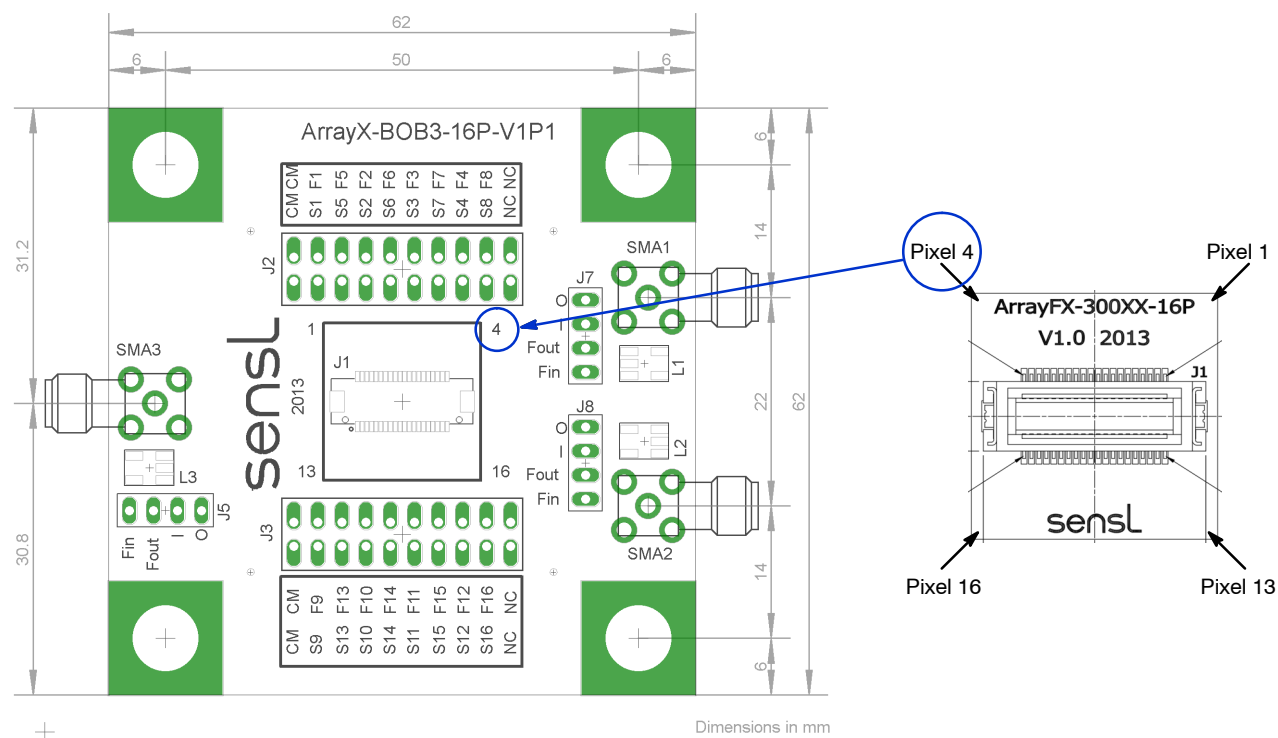 62
6
50
6
ArrayX-BOB3-16P-V1P1
CM CM
S1 F1
S5 F5
S2 F2
S6 F6
S3 F3
S7 F7
S4 F4
S8 F8
NC NC
J2
31.2
30.8
6
14
22
14
6
62
SMA1
J7
O
I
Fout
Fin
L1
1
4
J1
13
16
SMA3
sensL
2013
L3
J5
Fin
Fout
I
O
J8
O
I
Fout
Fin
L2
SMA2
J3
CM CM
S9 F9
S13 F13
S10 F10
S14 F14
S11 F11
S15 F15
S12 F12
S16 F16
NC NC
Dimensions in mm
Pixel 4
Pixel 1
ArrayFX-300XX-16P
V1.0 2013
J1
sensL
Pixel 16
Pixel 13